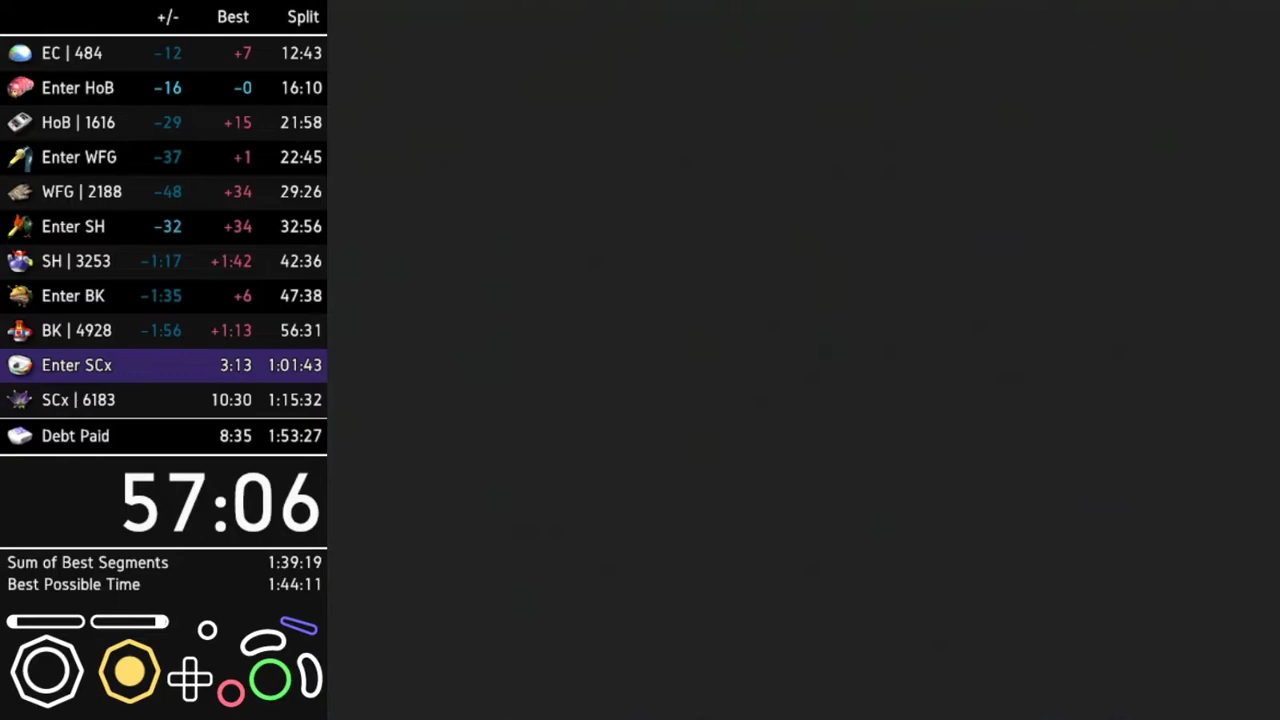 +/- Best Split
EC | 484 -12 +7 12:43
Enter HoB -16 -0 16:10
HoB | 1616 -29 +15 21:58
Enter WFG -37 +1 22:45
WFG | 2188 -48 +34 29:26
Enter SH -32 +34 32:56
SH | 3253 -1:17 +1:42 42:36
Enter BK -1:35 +6 47:38
BK | 4928 -1:56 +1:13 56:31
Enter SCx 3:13 1:01:43
SCx | 6183 10:30 1:15:32
Debt Paid 8:35 1:53:27
57:06
Sum of Best Segments 1:39:19
Best Possible Time 1:44:11